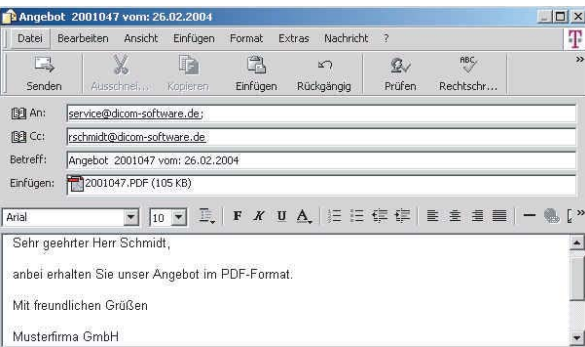 Angebot 2001047 vom: 26.02.2004
Datei Bearbeiten Ansicht Einfügen Format Extras Nachricht ?
T
Senden Ausschnei... Kopieren Einfügen Rückgängig Prüfen Rechtschr... »
An: service@dicom-software.de;
Cc: rschmidt@dicom-software.de
Betreff: Angebot 2001047 vom: 26.02.2004
Einfügen: 2001047.PDF (105 KB)
Arial 10 F K U A »
Sehr geehrter Herr Schmidt,
anbei erhalten Sie unser Angebot im PDF-Format.
Mit freundlichen Grüßen
Musterfirma GmbH